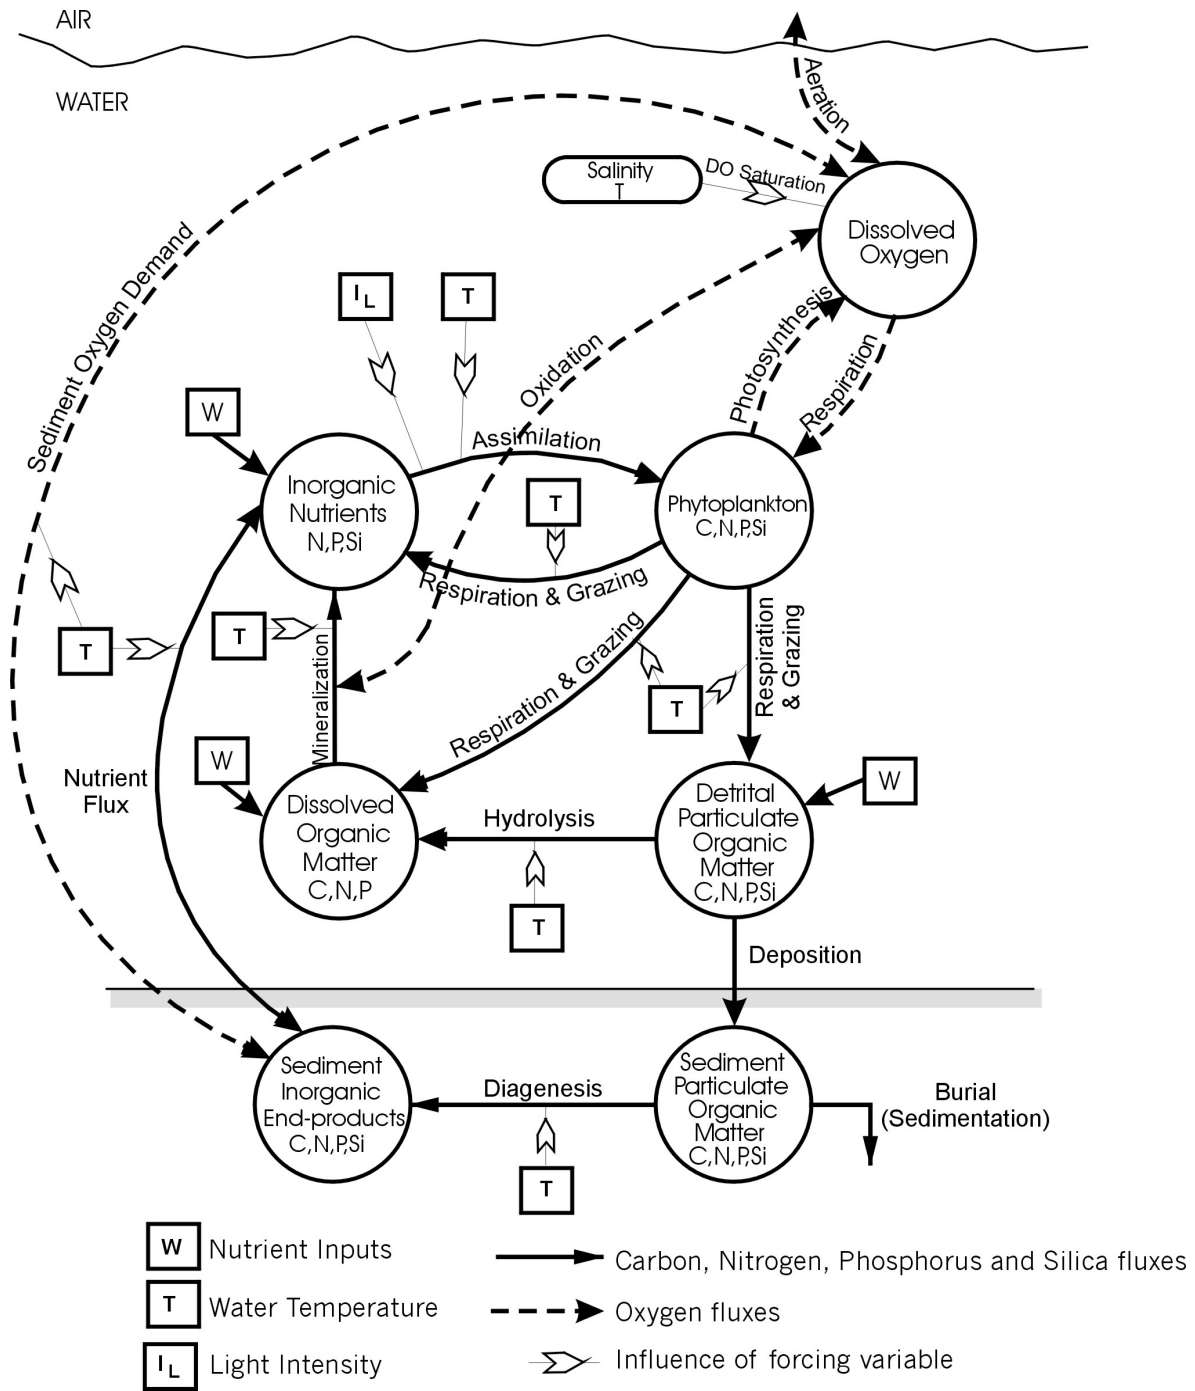 AIR
WATER
Aeration
Salinity
T
DO Saturation
Dissolved
Oxygen
Sediment Oxygen Demand
I L
T
Oxidation
Photosynthesis
Respiration
W
Assimilation
Inorganic
Nutrients
N,P,Si
T
Phytoplankton
C,N,P,Si
Respiration & Grazing
T
T
Mineralization
Respiration & Grazing
T
Respiration
& Grazing
Nutrient
Flux
W
W
Dissolved
Organic
Matter
C,N,P
Hydrolysis
T
Detrital
Particulate
Organic
Matter
C,N,P,Si
Deposition
Sediment
Inorganic
End-products
C,N,P,Si
Diagenesis
T
Sediment
Particulate
Organic
Matter
C,N,P,Si
Burial
(Sedimentation)
W Nutrient Inputs
Carbon, Nitrogen, Phosphorus and Silica fluxes
T Water Temperature
Oxygen fluxes
I L Light Intensity
Influence of forcing variable